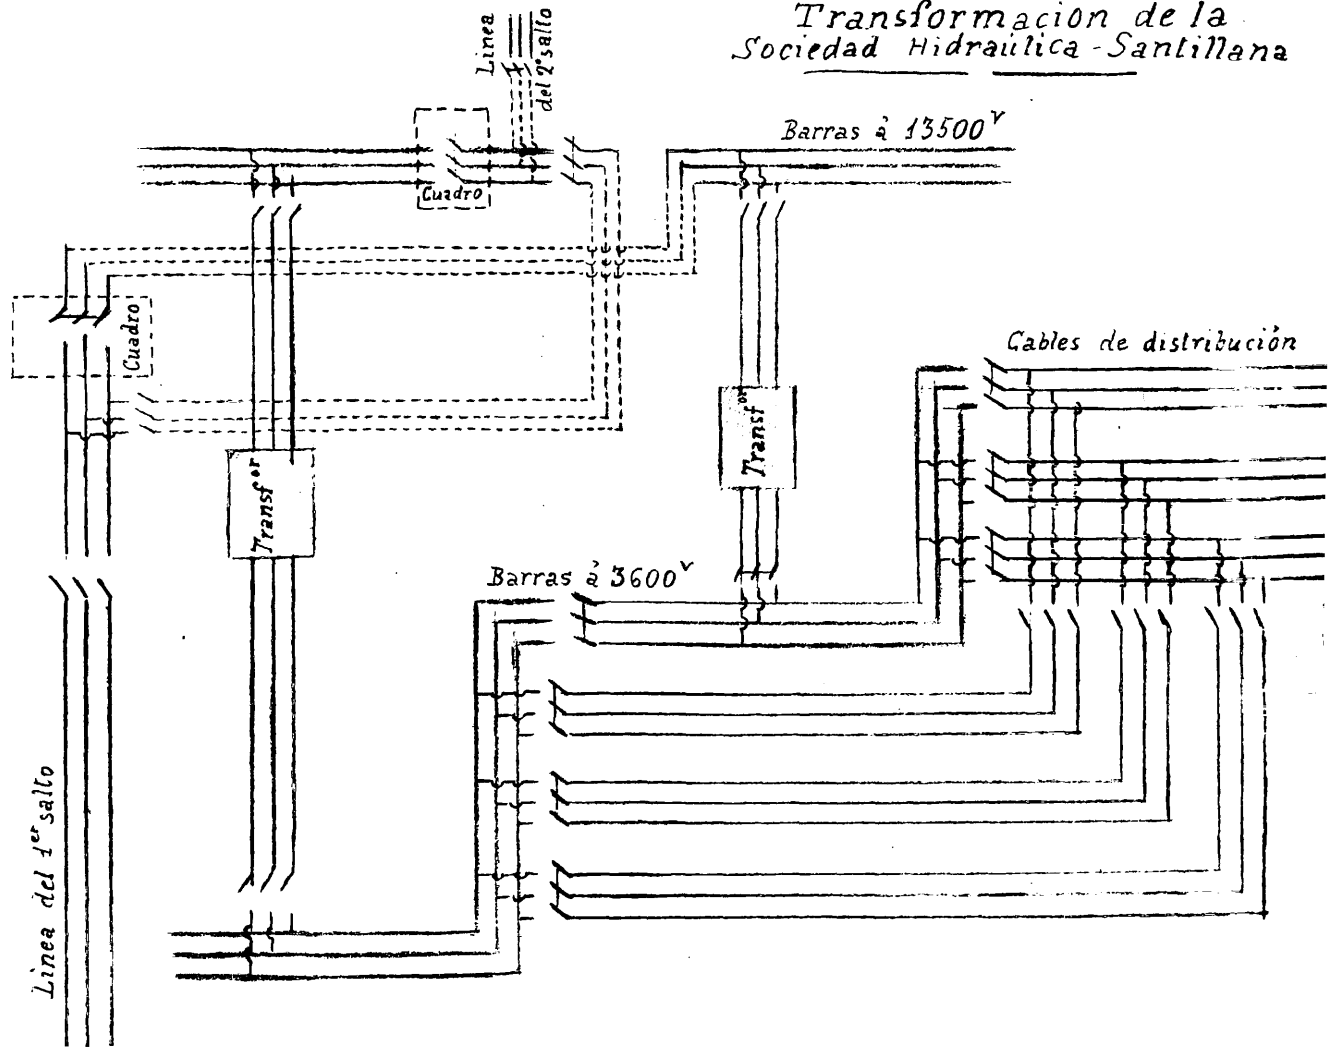 Transformación de la
Sociedad Hidraúlica - Santillana
Linea
del 2º salto
Barras à 13500ᵛ
Cuadro
Cuadro
Cables de distribución
Transfᵒʳ
Transfᵒʳ
Barras à 3600ᵛ
Linea del 1ᵉʳ salto